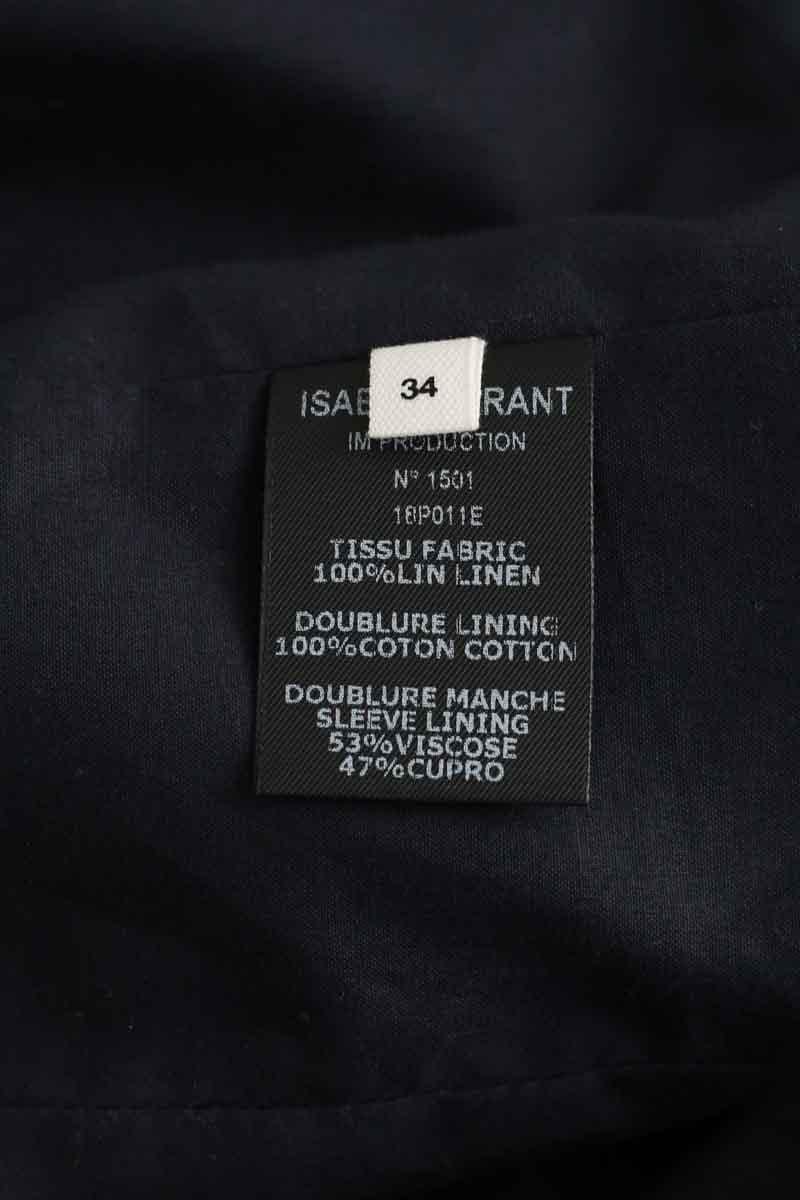 34
ISAB RANT
IM PRODUCTION
N° 1501
16P011E
TISSU FABRIC
100%LIN LINEN
DOUBLURE LINING
100%COTON COTTON
DOUBLURE MANCHE
SLEEVE LINING
53%VISCOSE
47%CUPRO